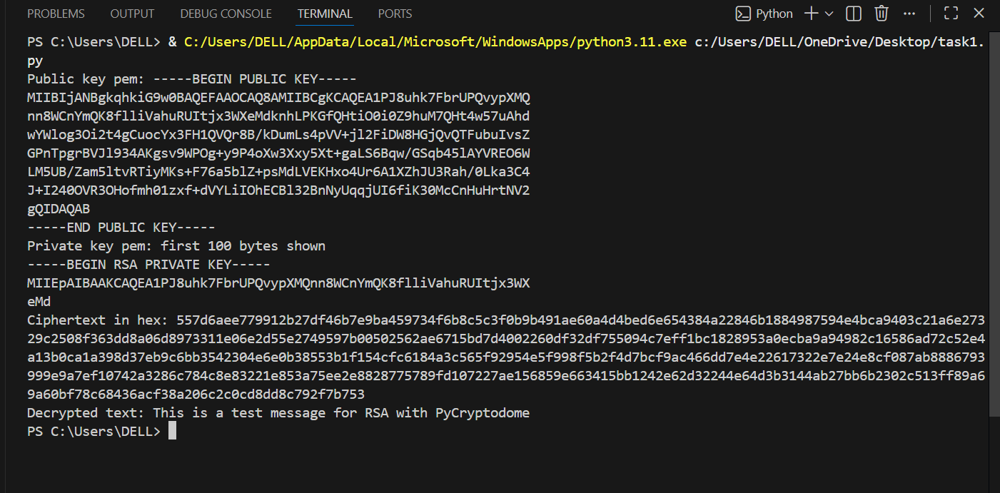 PROBLEMS OUTPUT DEBUG CONSOLE TERMINAL PORTS Python
PS C:\Users\DELL> & C:/Users/DELL/AppData/Local/Microsoft/WindowsApps/python3.11.exe c:/Users/DELL/OneDrive/Desktop/task1.
py
Public key pem: -----BEGIN PUBLIC KEY-----
MIIBIjANBgkqhkiG9w0BAQEFAAOCAQ8AMIIBCgKCAQEA1PJ8uhk7FbrUPQvypXMQ
nn8WCnYmQK8flliVahuRUItjx3WXeMdknhLPKGfQHtiO0i0Z9huM7QHt4w57uAhd
wYWlog3Oi2t4gCuocYx3FH1QVQr8B/kDumLs4pVV+jl2FiDW8HGjQvQTFubuIvsZ
GPnTpgrBVJl934AKgsv9WPOg+y9P4oXw3Xxy5Xt+gaLS6Bqw/GSqb45lAYVREO6W
LM5UB/Zam5ltvRTiyMKs+F76a5blZ+psMdLVEKHxo4Ur6A1XZhJU3Rah/0Lka3C4
J+I240OVR3OHofmh01zxf+dVYLiIOhECBl32BnNyUqqjUI6fiK30McCnHuHrtNV2
gQIDAQAB
-----END PUBLIC KEY-----
Private key pem: first 100 bytes shown
-----BEGIN RSA PRIVATE KEY-----
MIIEpAIBAAKCAQEA1PJ8uhk7FbrUPQvypXMQnn8WCnYmQK8flliVahuRUItjx3WX
eMd
Ciphertext in hex: 557d6aee779912b27df46b7e9ba459734f6b8c5c3f0b9b491ae60a4d4bed6e654384a22846b1884987594e4bca9403c21a6e273
29c2508f363dd8a06d8973311e06e2d55e2749597b00502562ae6715bd7d4002260df32df755094c7eff1bc1828953a0ecba9a94982c16586ad72c52e4
a13b0ca1a398d37eb9c6bb3542304e6e0b38553b1f154cfc6184a3c565f92954e5f998f5b2f4d7bcf9ac466dd7e4e22617322e7e24e8cf087ab8886793
999e9a7ef10742a3286c784c8e83221e853a75ee2e8828775789fd107227ae156859e663415bb1242e62d32244e64d3b3144ab27bb6b2302c513ff89a6
9a60bf78c68436acf38a206c2c0cd8dd8c792f7b753
Decrypted text: This is a test message for RSA with PyCryptodome
PS C:\Users\DELL>